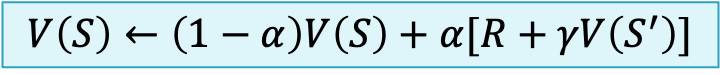 V(S) ← (1 − α)V(S) + α[R + γV(S′)]